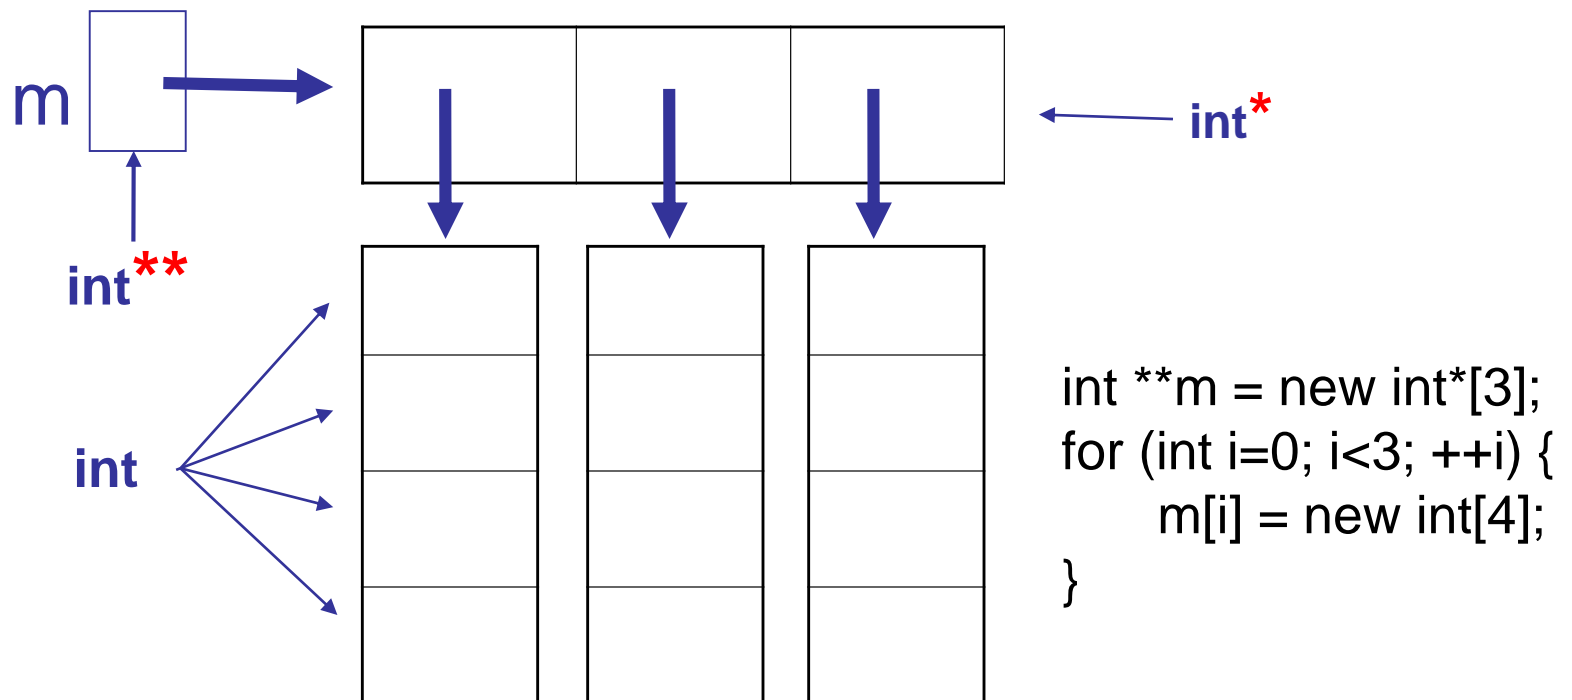 m
int*
int**
int
int **m = new int*[3];
for (int i=0; i<3; ++i) {
m[i] = new int[4];
}